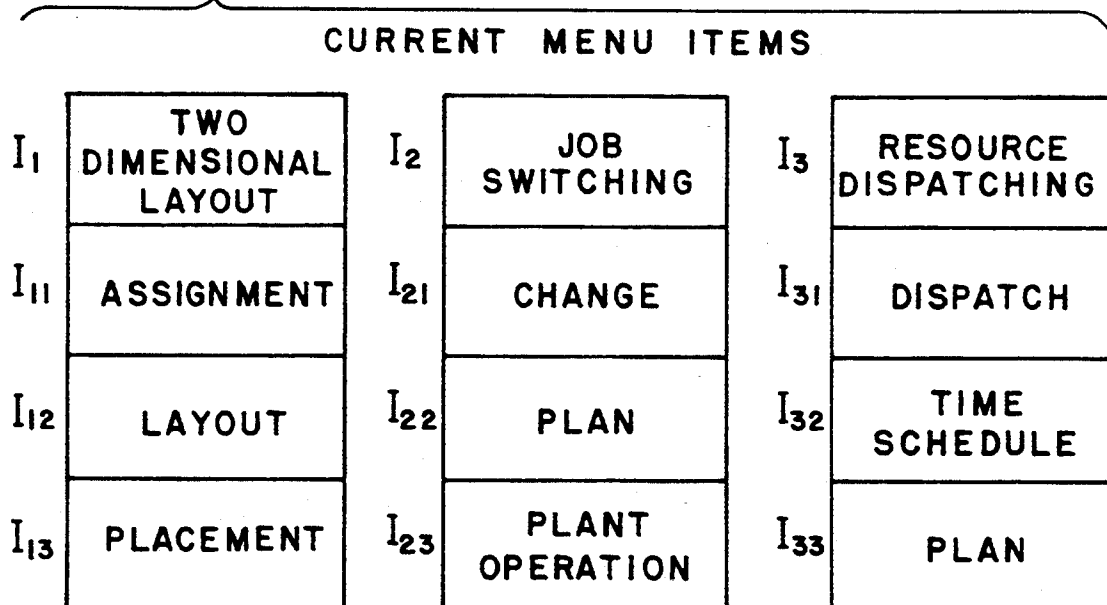 CURRENT MENU ITEMS
I1 TWO DIMENSIONAL LAYOUT
I11 ASSIGNMENT
I12 LAYOUT
I13 PLACEMENT
I2 JOB SWITCHING
I21 CHANGE
I22 PLAN
I23 PLANT OPERATION
I3 RESOURCE DISPATCHING
I31 DISPATCH
I32 TIME SCHEDULE
I33 PLAN